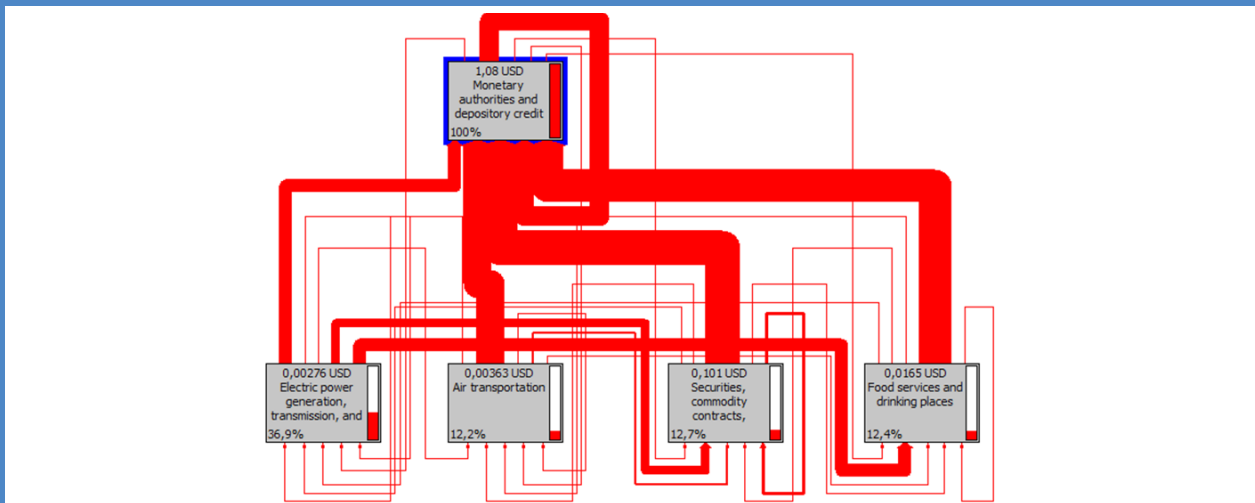 1,08 USD
Monetary
authorities and
depository credit
100%
0,00276 USD
Electric power
generation,
transmission, and
36,9%
0,00363 USD
Air transportation
12,2%
0,101 USD
Securities,
commodity
contracts,
12,7%
0,0165 USD
Food services and
drinking places
12,4%